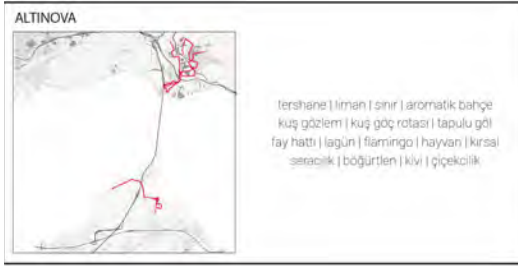 ALTINOVA
tershane | liman | sınır | aromatik bahçe
kuş gözlem | kuş göç rotası | tapulu göl
fay hattı | lagün | flamingo | hayvan | kırsal
seracılık | böğürtlen | kivi | çiçekcilik